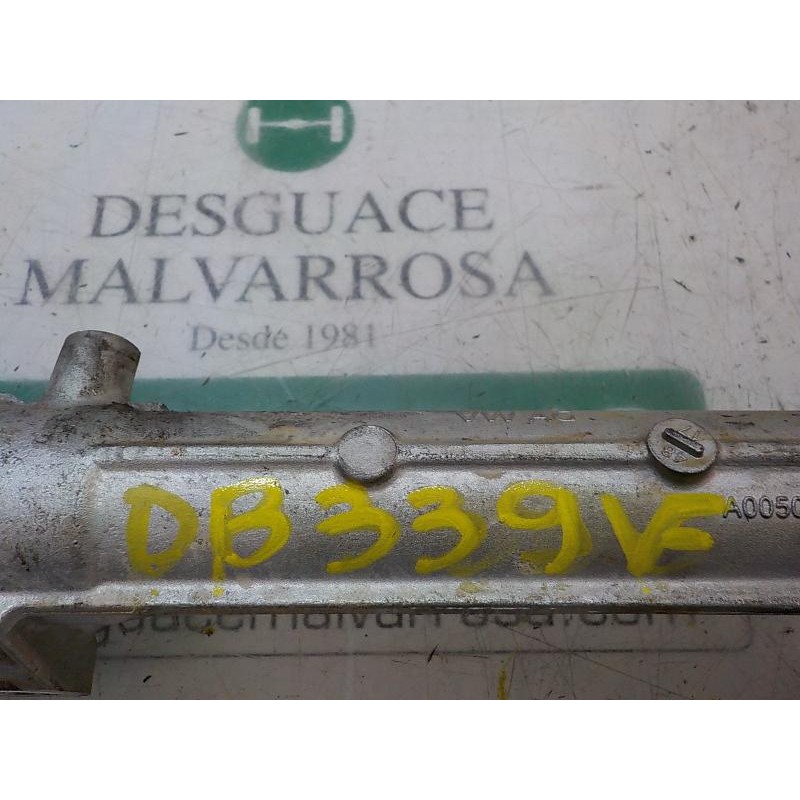 DESGUACE
MALVARROSA
Desde 1981
DB339VF
A0050